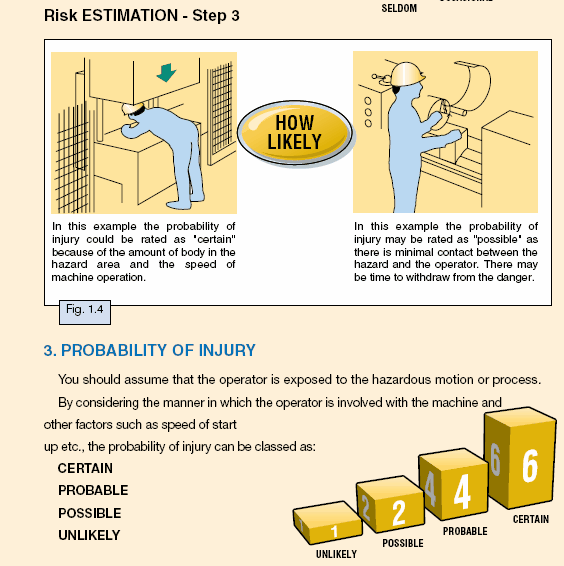 SELDOM
Risk ESTIMATION - Step 3
HOW
LIKELY
In this example the probability of
injury could be rated as "certain"
because of the amount of body in the
hazard area and the speed of
machine operation.
In this example the probability of
injury may be rated as "possible" as
there is minimal contact between the
hazard and the operator. There may
be time to withdraw from the danger.
Fig. 1.4
3. PROBABILITY OF INJURY
You should assume that the operator is exposed to the hazardous motion or process.
By considering the manner in which the operator is involved with the machine and
other factors such as speed of start
up etc., the probability of injury can be classed as:
CERTAIN
PROBABLE
POSSIBLE
UNLIKELY
1 1
UNLIKELY
2 2
POSSIBLE
4 4
PROBABLE
6 6
CERTAIN